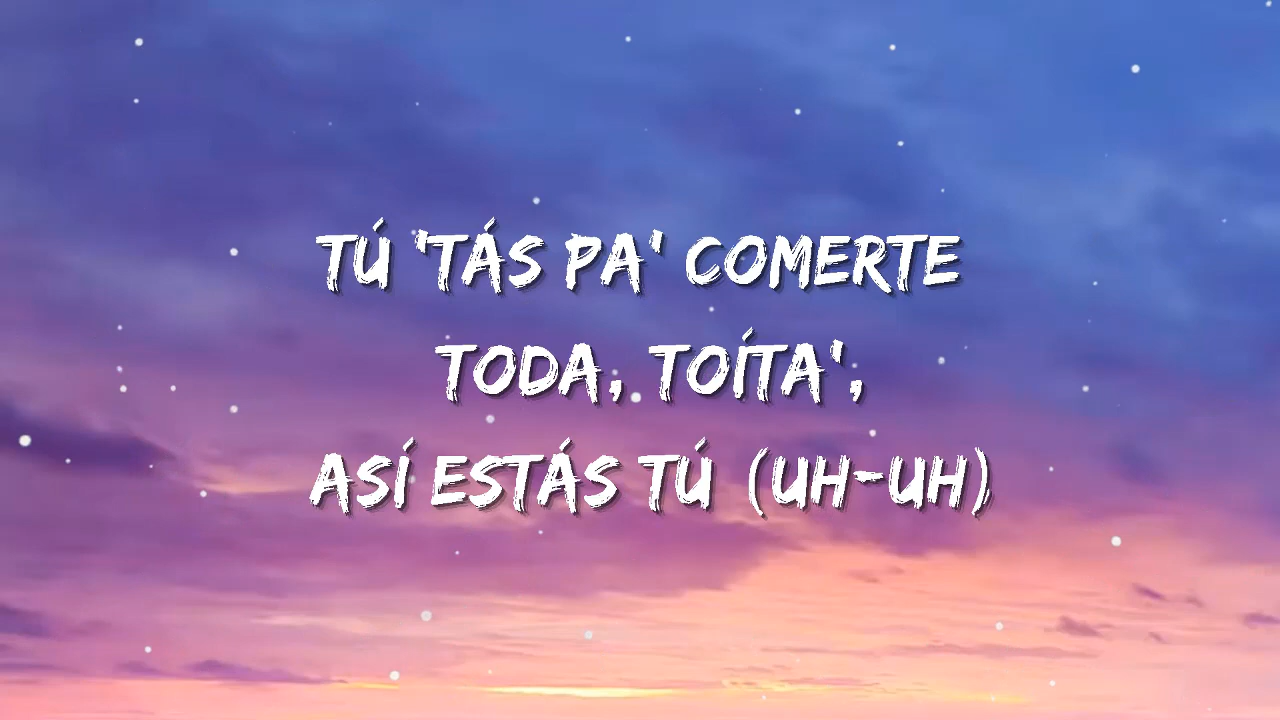 TÚ 'TÁS PA' COMERTE
TODA, TOÍTA',
ASÍ ESTÁS TÚ (UH-UH)